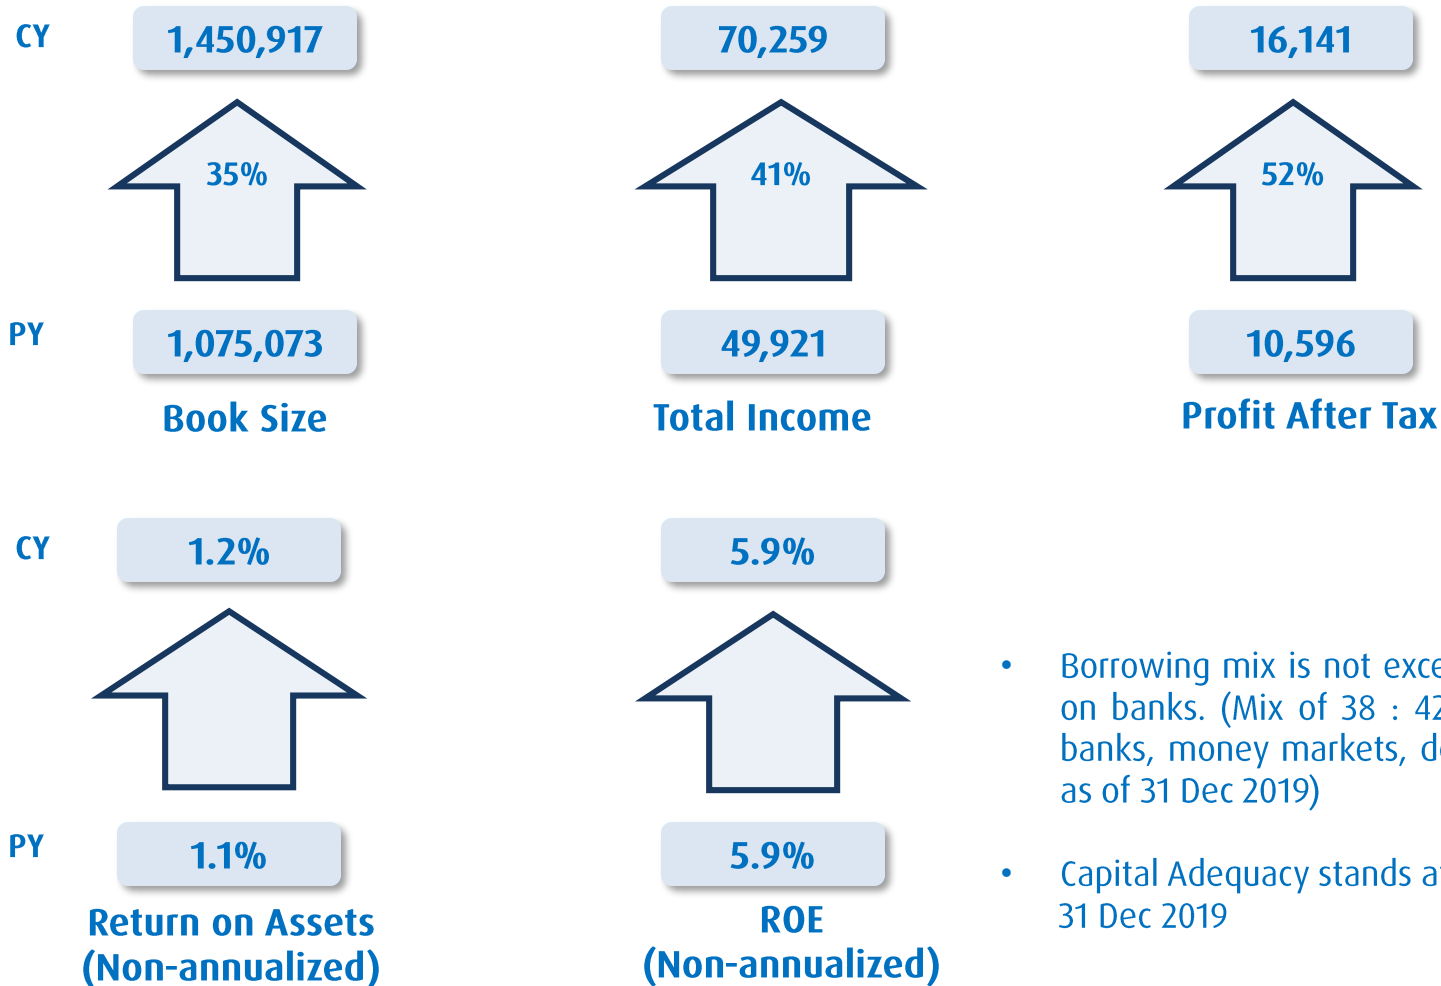 CY 1,450,917 70,259 16,141
35% 41% 52%
PY 1,075,073 49,921 10,596
Book Size Total Income Profit After Tax
CY 1.2% 5.9%
PY 1.1% 5.9%
Return on Assets
(Non-annualized)
ROE
(Non-annualized)
• Borrowing mix is not
on banks. (Mix of 38 : 42
banks, money markets,
as of 31 Dec 2019)
• Capital Adequacy stands
31 Dec 2019